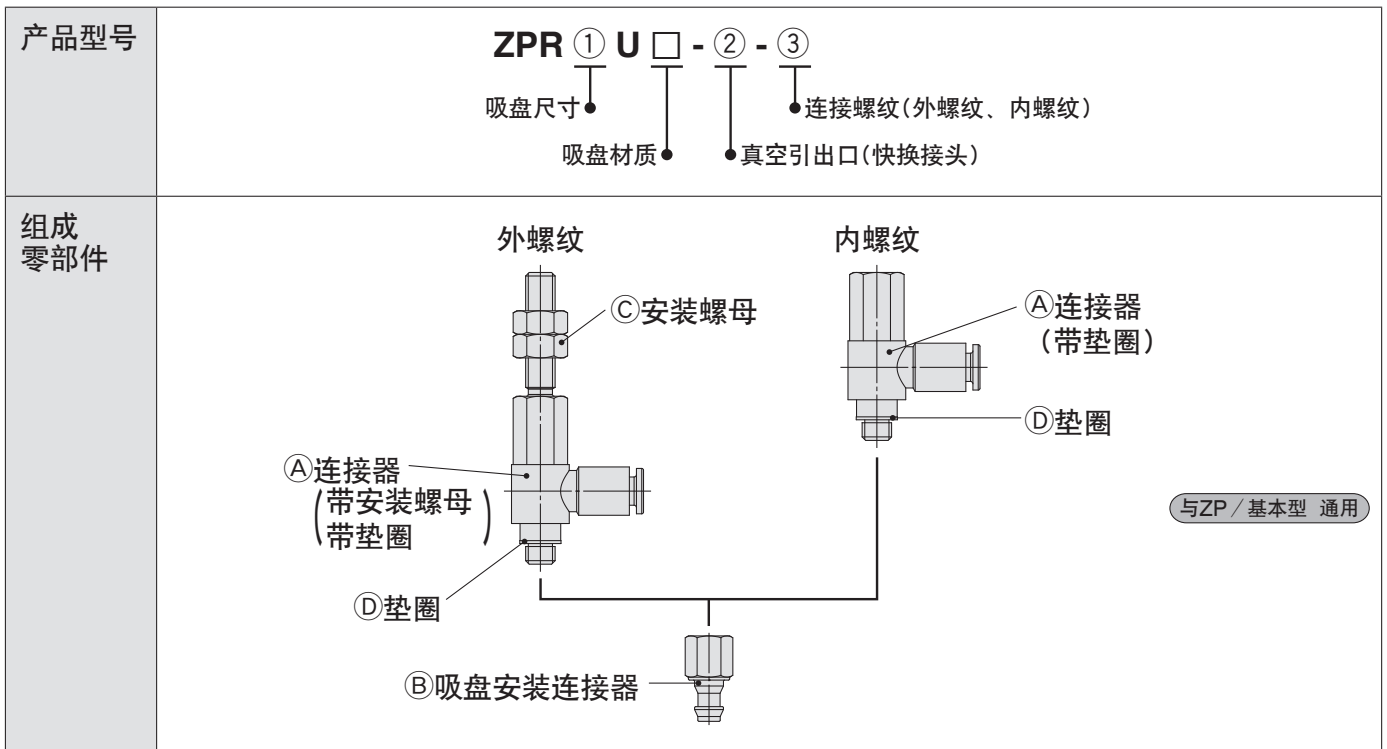 产品型号
ZPR ① U □ - ② - ③
吸盘尺寸
连接螺纹(外螺纹、内螺纹)
吸盘材质
真空引出口(快换接头)
组成
零部件
外螺纹
内螺纹
Ⓒ安装螺母
Ⓐ连接器
(带垫圈)
Ⓓ垫圈
Ⓐ连接器
(带安装螺母
带垫圈)
Ⓓ垫圈
与ZP/基本型 通用
Ⓑ吸盘安装连接器